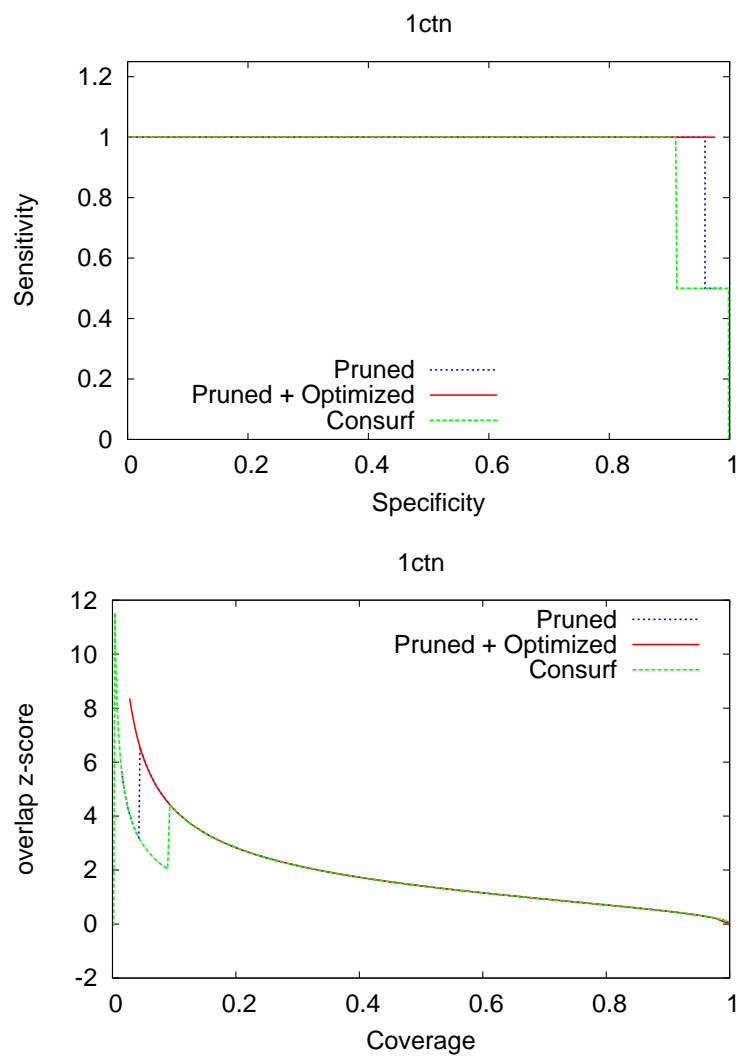 1ctn
1.2
1
0.8
0.6
0.4
0.2
0
Sensitivity
Pruned
Pruned + Optimized
Consurf
0 0.2 0.4 0.6 0.8 1
Specificity
1ctn
12
10
8
6
4
2
0
-2
overlap z-score
Pruned
Pruned + Optimized
Consurf
0 0.2 0.4 0.6 0.8 1
Coverage